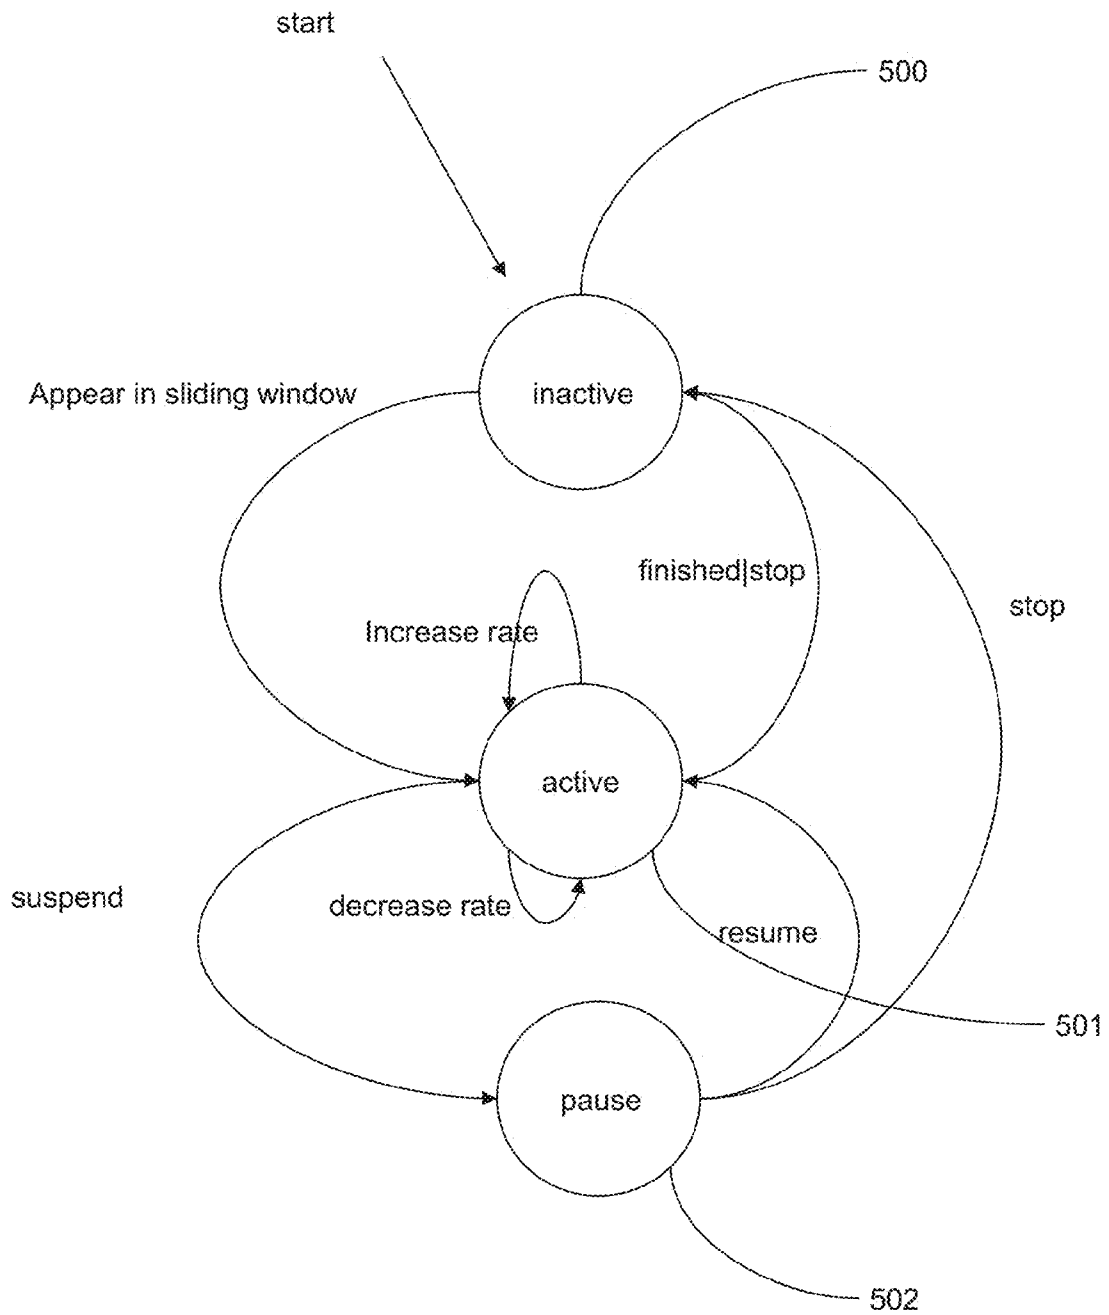 start
500
Appear in sliding window
inactive
finished|stop
stop
Increase rate
active
suspend
decrease rate
resume
501
pause
502